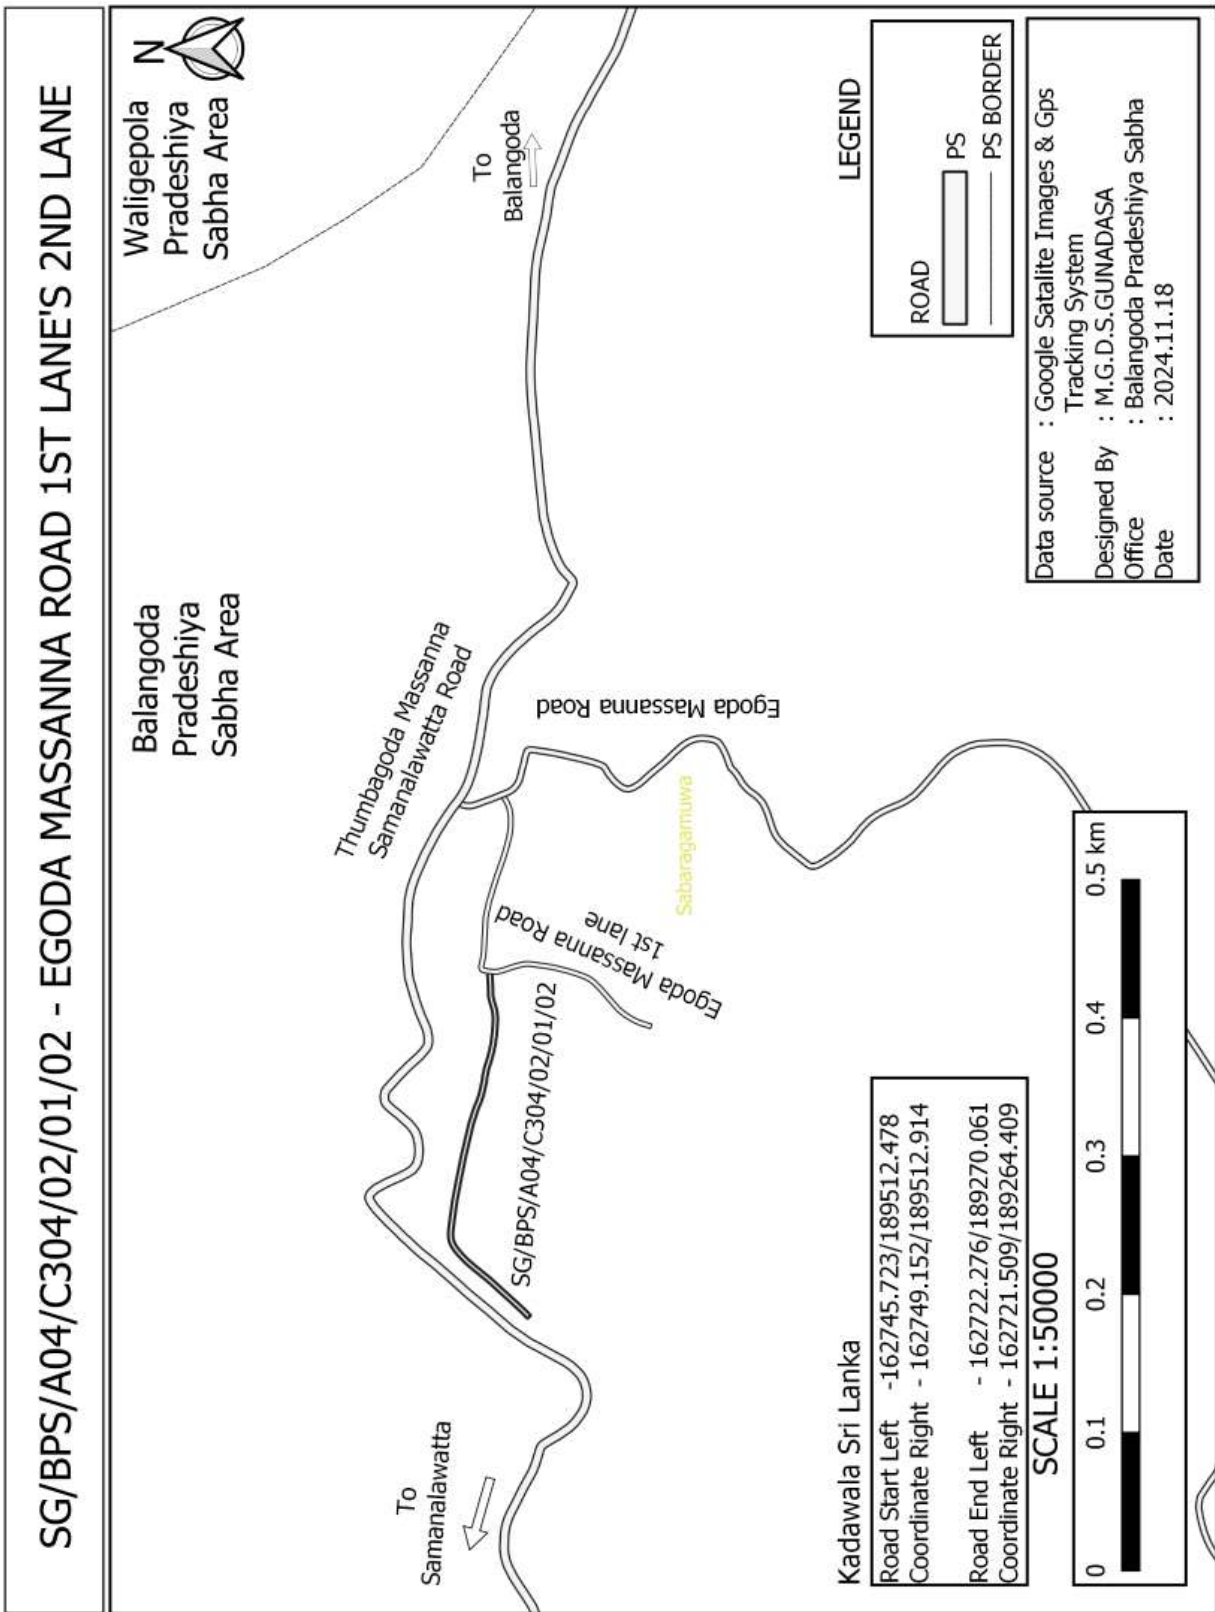 SG/BPS/A04/C304/02/01/02 - EGODA MASSANNA ROAD 1ST LANE'S 2ND LANE
Balangoda
Pradeshiya
Sabha Area
Waligepola
Pradeshiya
Sabha Area
N
Thumbagoda Massanna
Samanalawatta Road
To
Balangoda
To
Samanalawatta
Egoda Massanna Road
Egoda Massanna Road
1st lane
SG/BPS/A04/C304/02/01/02
Sabaragamuwa
Kadawala Sri Lanka
Road Start Left -162745.723/189512.478
Coordinate Right - 162749.152/189512.914
Road End Left - 162722.276/189270.061
Coordinate Right - 162721.509/189264.409
SCALE 1:50000
0 0.1 0.2 0.3 0.4 0.5 km
LEGEND
ROAD
PS
PS BORDER
Data source : Google Satalite Images & Gps
Tracking System
Designed By : M.G.D.S.GUNADASA
Office : Balangoda Pradeshiya Sabha
Date : 2024.11.18